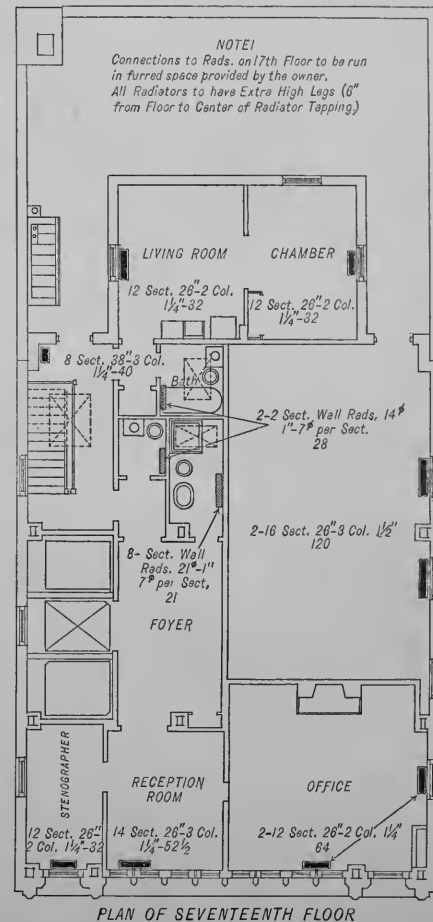 NOTE!
Connections to Rads. on 17th Floor to be run
in furred space provided by the owner.
All Radiators to have Extra High Legs (6"
from Floor to Center of Radiator Tapping.)
LIVING ROOM
12 Sect. 26"-2 Col.
1¼"-32
CHAMBER
12 Sect. 26"-2 Col.
1¼"-32
8 Sect. 38"-3 Col.
1¼"-40
Bath
2-2 Sect. Wall Rads, 14ᶲ
1"-7ᶲ per Sect.
28
2-16 Sect. 26"-3 Col. 1½"
120
8- Sect. Wall
Rads. 21ᶲ-1"
7ᶲ per Sect,
21
FOYER
STENOGRAPHER
12 Sect. 26"
2 Col. 1¼"-32
RECEPTION
ROOM
14 Sect. 26"-3 Col.
1¼"-52½
OFFICE
2-12 Sect. 26"-2 Col. 1¼"
64
PLAN OF SEVENTEENTH FLOOR